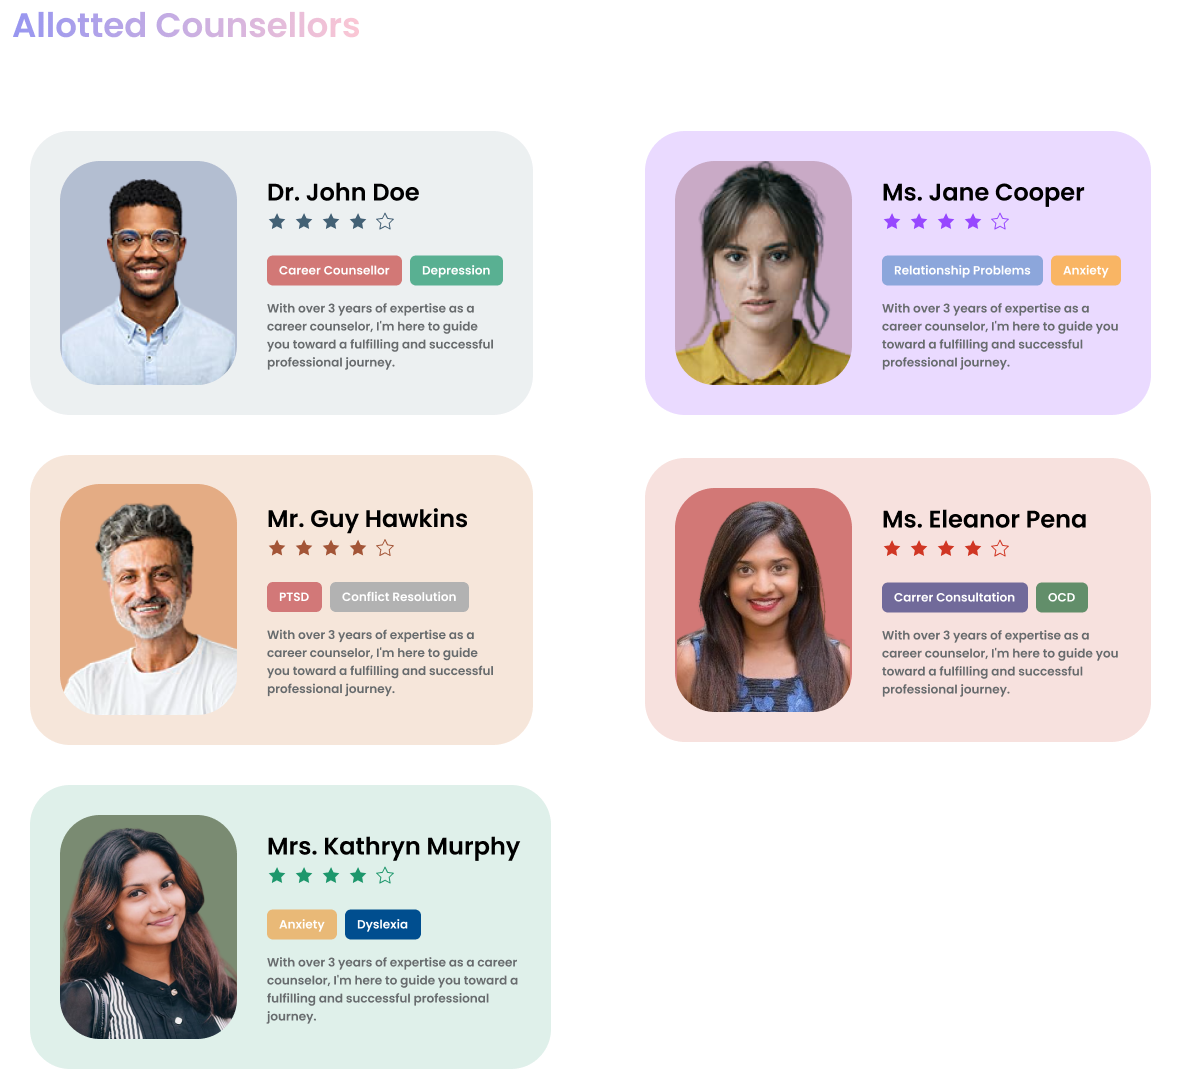 Allotted Counsellors
Dr. John Doe
Career Counsellor Depression
With over 3 years of expertise as a
career counselor, I'm here to guide
you toward a fulfilling and successful
professional journey.
Ms. Jane Cooper
Relationship Problems Anxiety
With over 3 years of expertise as a
career counselor, I'm here to guide you
toward a fulfilling and successful
professional journey.
Mr. Guy Hawkins
PTSD Conflict Resolution
With over 3 years of expertise as a
career counselor, I'm here to guide
you toward a fulfilling and successful
professional journey.
Ms. Eleanor Pena
Carrer Consultation OCD
With over 3 years of expertise as a
career counselor, I'm here to guide you
toward a fulfilling and successful
professional journey.
Mrs. Kathryn Murphy
Anxiety Dyslexia
With over 3 years of expertise as a career
counselor, I'm here to guide you toward a
fulfilling and successful professional
journey.